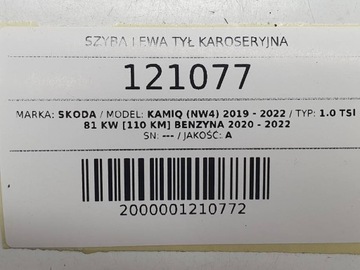 SZYBA LEWA TYŁ KAROSERYJNA
121077
MARKA: SKODA / MODEL: KAMIQ (NW4) 2019 - 2022 / TYP: 1.0 TSI
81 KW [110 KM] BENZYNA 2020 - 2022
SN: --- / JAKOŚĆ: A
2000001210772